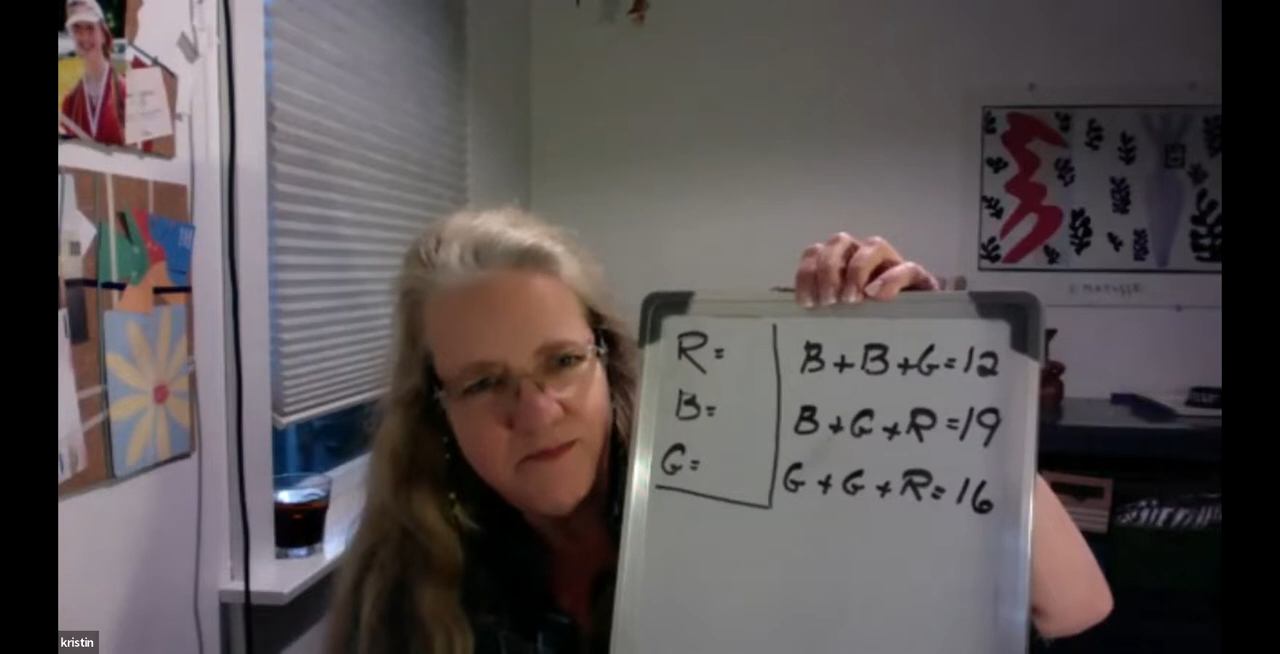 R=
B=
G=
B+B+G=12
B+G+R=19
G+G+R=16
kristin